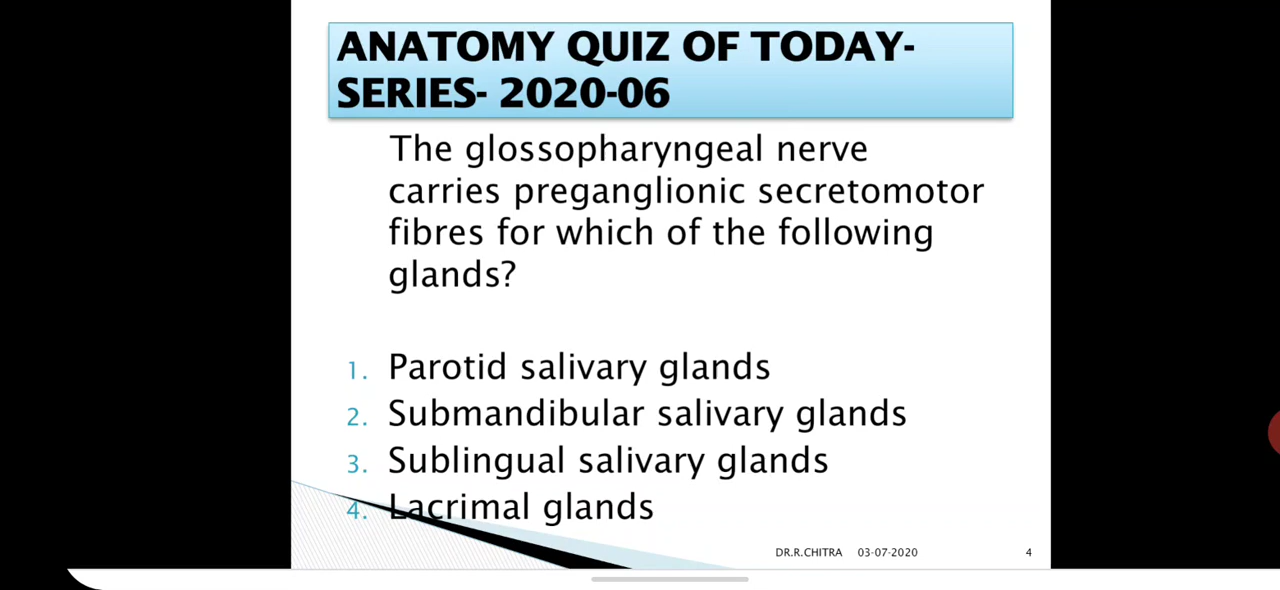 ANATOMY QUIZ OF TODAY-
SERIES- 2020-06
The glossopharyngeal nerve
carries preganglionic secretomotor
fibres for which of the following
glands?
1. Parotid salivary glands
2. Submandibular salivary glands
3. Sublingual salivary glands
4. Lacrimal glands
DR.R.CHITRA 03-07-2020 4